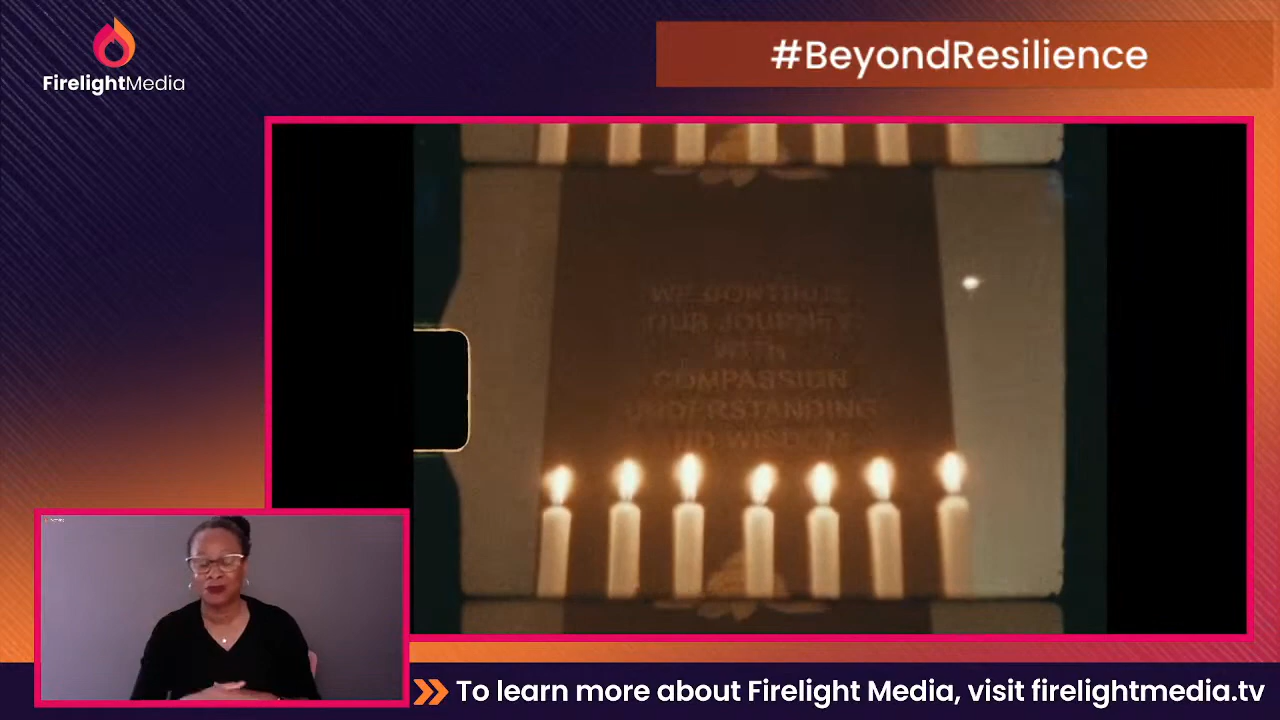 FirelightMedia
#BeyondResilience
WE CONTINUE
OUR JOURNEY
WITH
COMPASSION
UNDERSTANDING
AND WISDOM
To learn more about Firelight Media, visit firelightmedia.tv